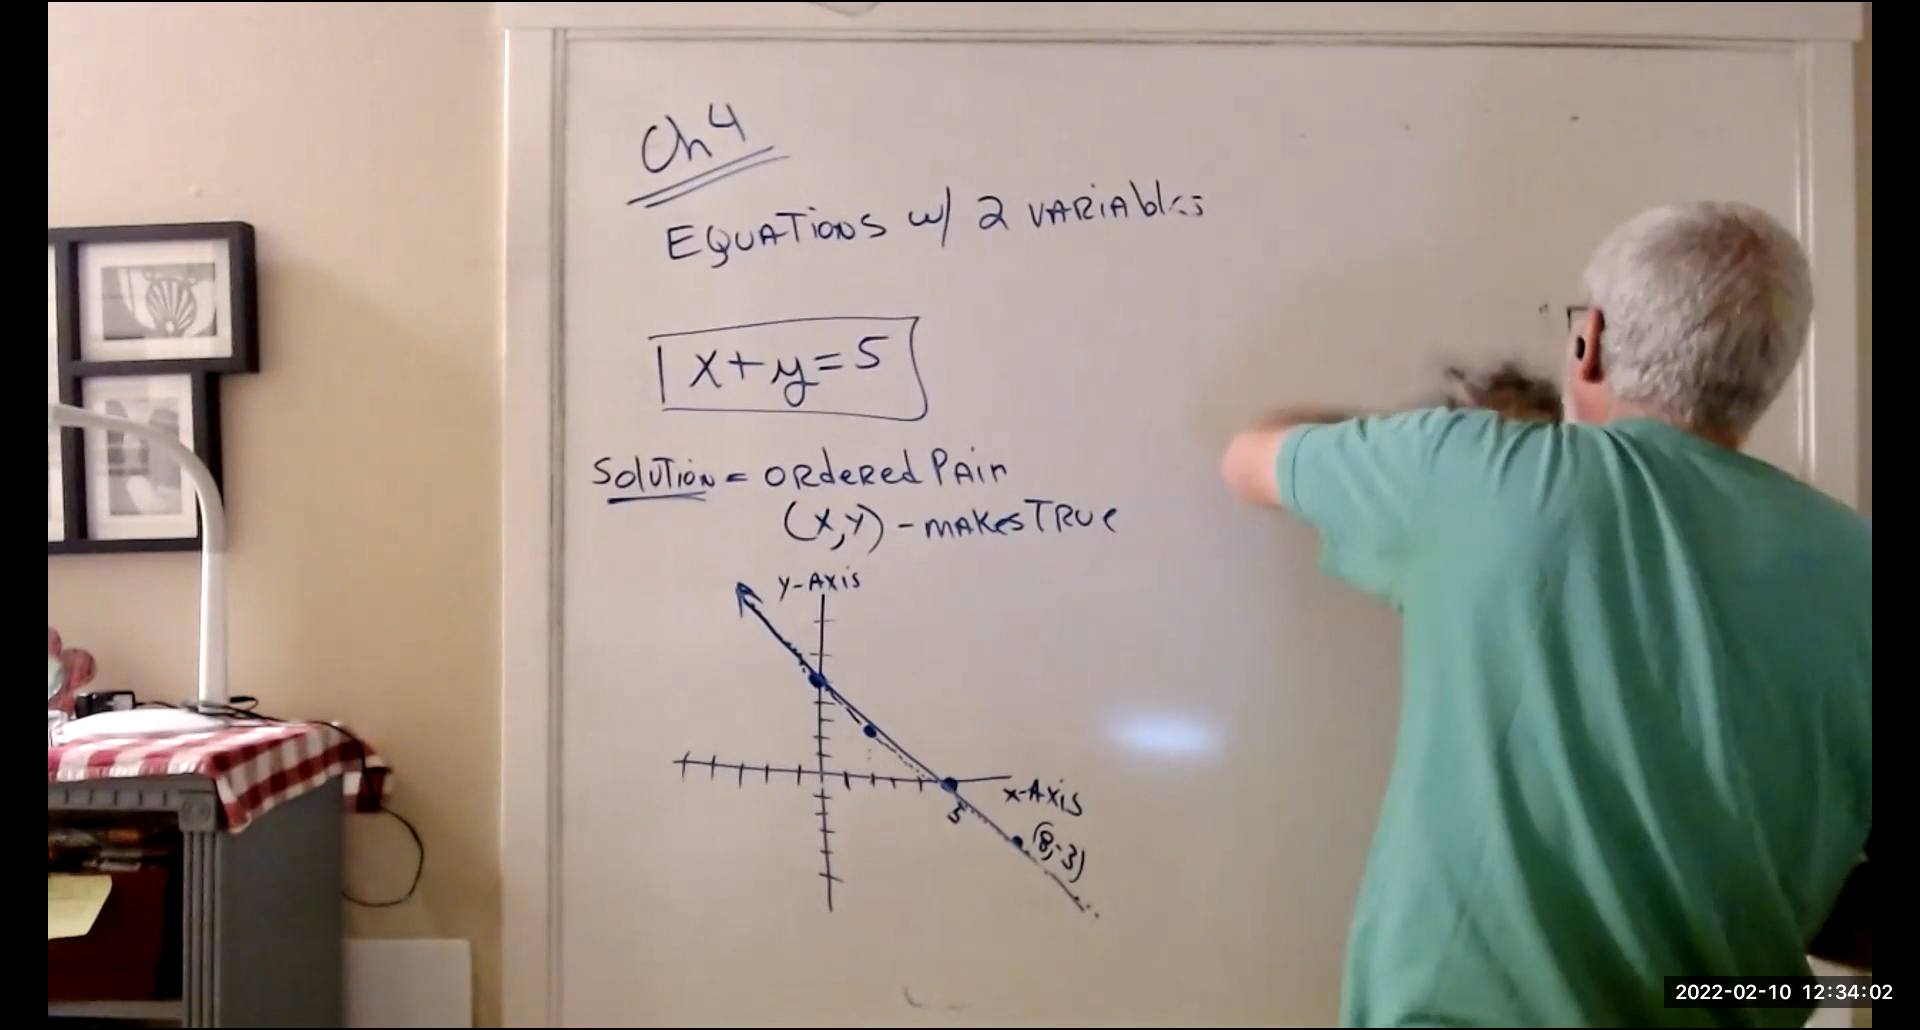 Ch 4
EQUATIONS w/ 2 VARIAbles
x+y=5
SolUTION = ORdeRed PAIR
(x,y) - MAKES TRUE
y-Axis
x-Axis
5
(8,-3)
2022-02-10 12:34:02